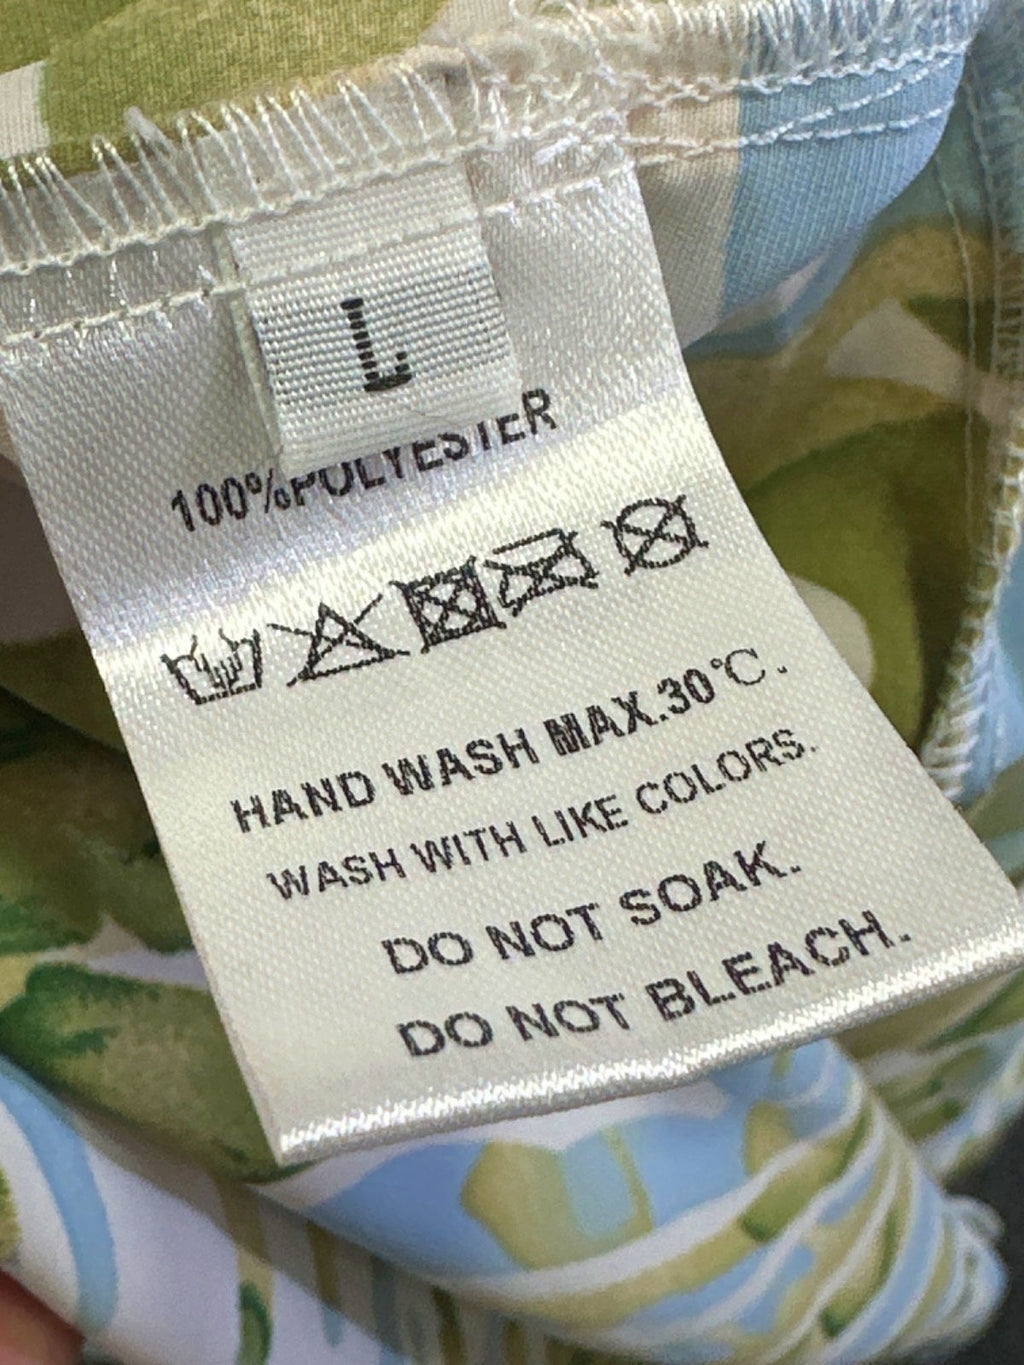 L
100%POLYESTER
HAND WASH MAX.30°C.
WASH WITH LIKE COLORS.
DO NOT SOAK.
DO NOT BLEACH.